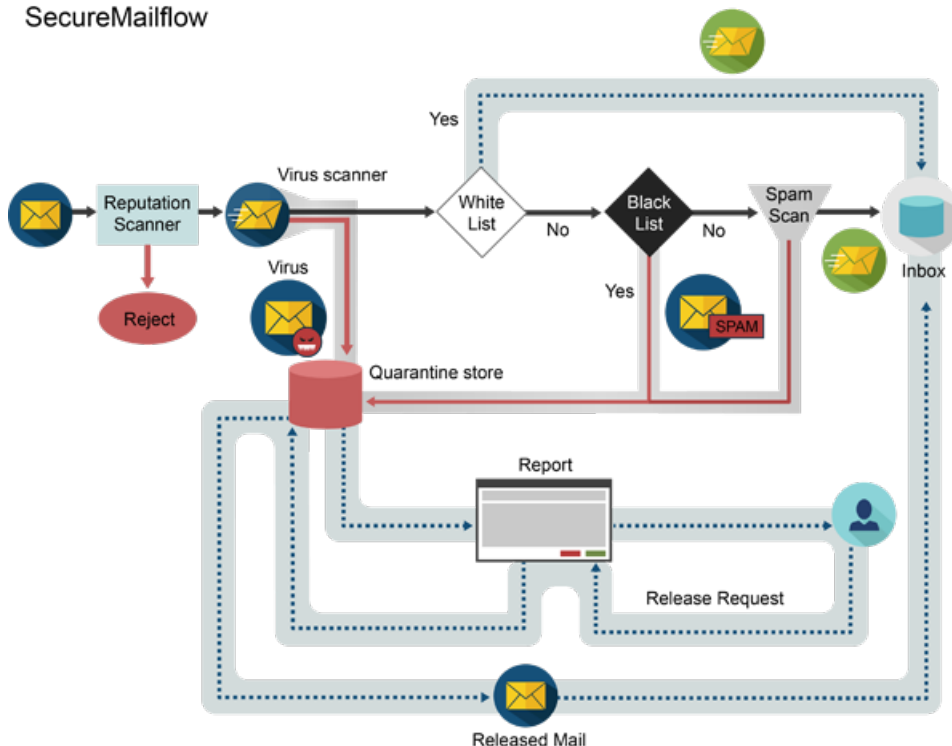 SecureMailflow
Yes
Virus scanner
Reputation
Scanner
White
List
No
Black
List
No
Spam
Scan
Inbox
Reject
Virus
Yes
SPAM
Quarantine store
Report
Release Request
Released Mail